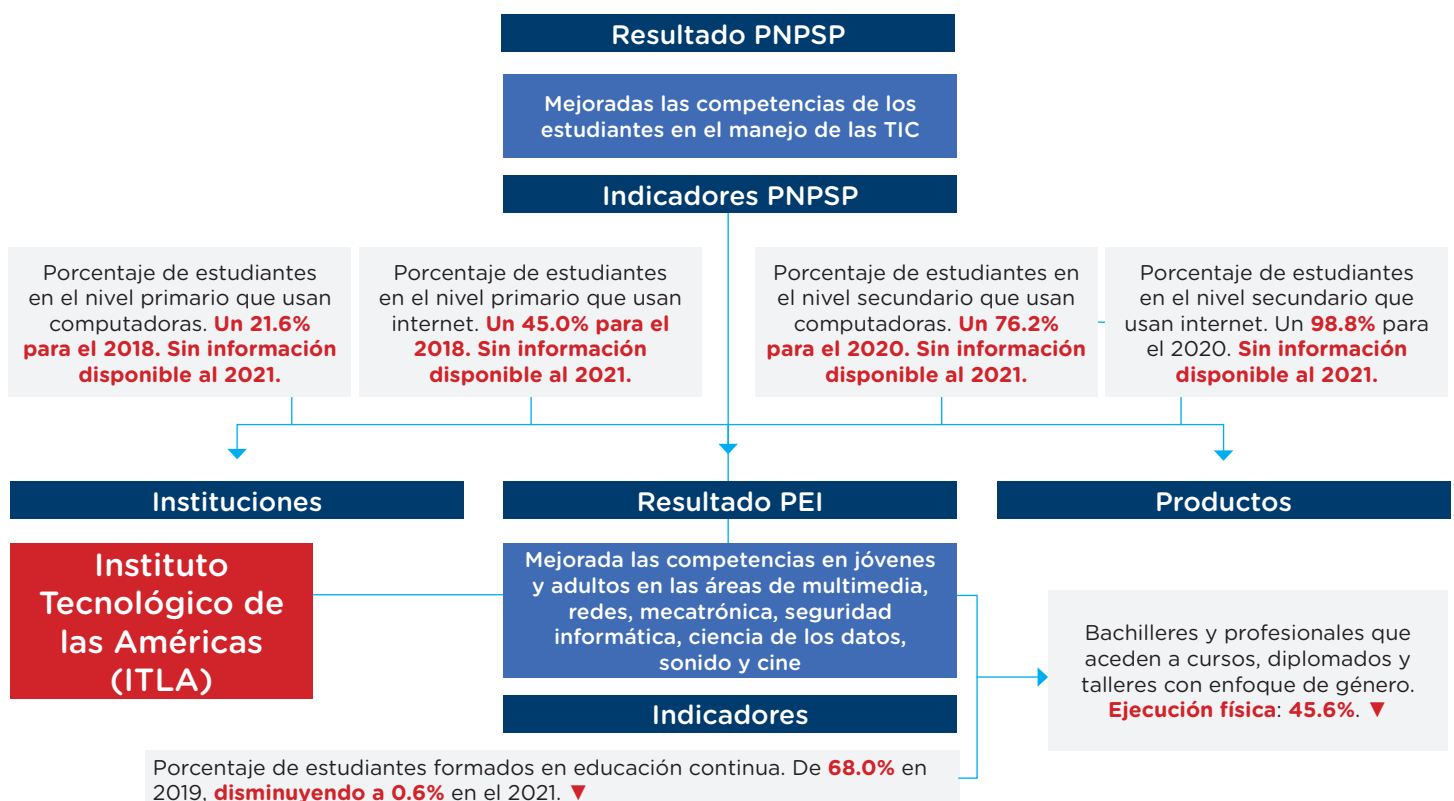 Resultado PNPSP
Mejoradas las competencias de los
estudiantes en el manejo de las TIC
Indicadores PNPSP
Porcentaje de estudiantes
en el nivel primario que usan
computadoras. Un 21.6%
para el 2018. Sin información
disponible al 2021.
Porcentaje de estudiantes
en el nivel primario que usan
internet. Un 45.0% para el
2018. Sin información
disponible al 2021.
Porcentaje de estudiantes en
el nivel secundario que usan
computadoras. Un 76.2%
para el 2020. Sin información
disponible al 2021.
Porcentaje de estudiantes
en el nivel secundario que
usan internet. Un 98.8% para
el 2020. Sin información
disponible al 2021.
Instituciones
Resultado PEI
Productos
Instituto
Tecnológico de
las Américas
(ITLA)
Mejorada las competencias en jóvenes
y adultos en las áreas de multimedia,
redes, mecatrónica, seguridad
informática, ciencia de los datos,
sonido y cine
Bachilleres y profesionales que
aceden a cursos, diplomados y
talleres con enfoque de género.
Ejecución física: 45.6%. ▼
Indicadores
Porcentaje de estudiantes formados en educación continua. De 68.0% en
2019, disminuyendo a 0.6% en el 2021. ▼